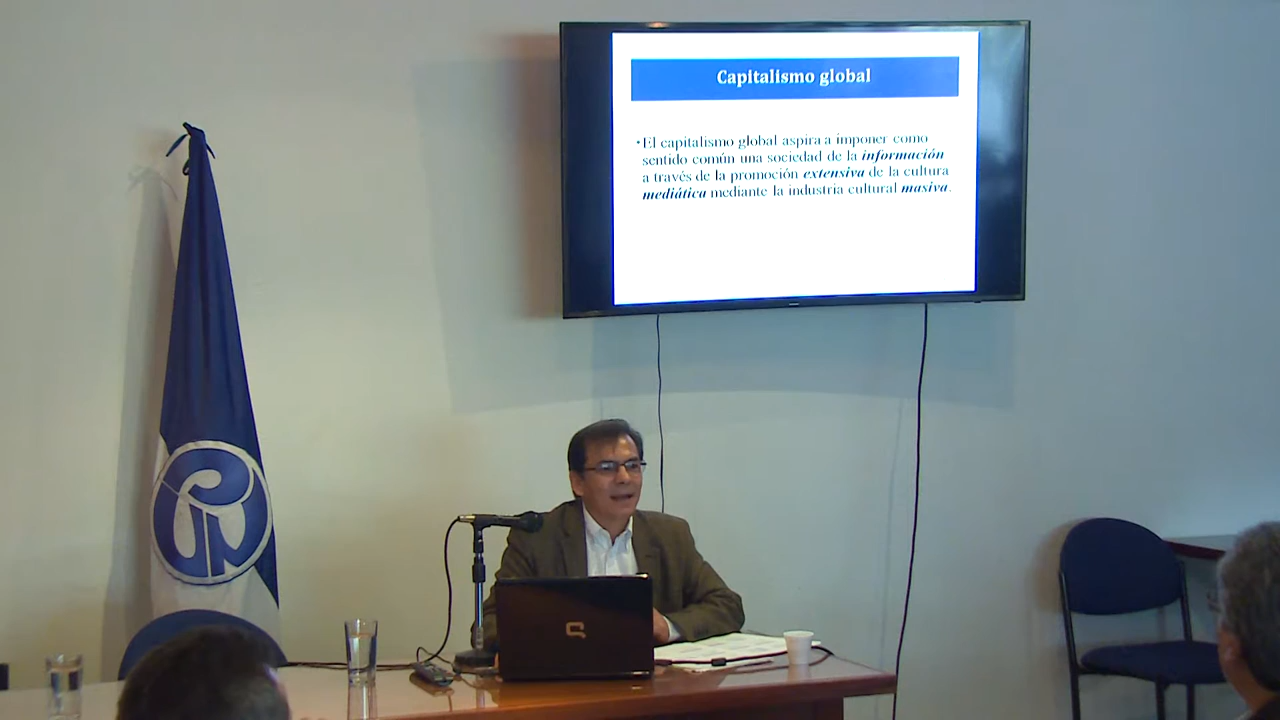 Capitalismo global
•El capitalismo global aspira a imponer como
sentido común una sociedad de la información
a través de la promoción extensiva de la cultura
mediática mediante la industria cultural masiva.